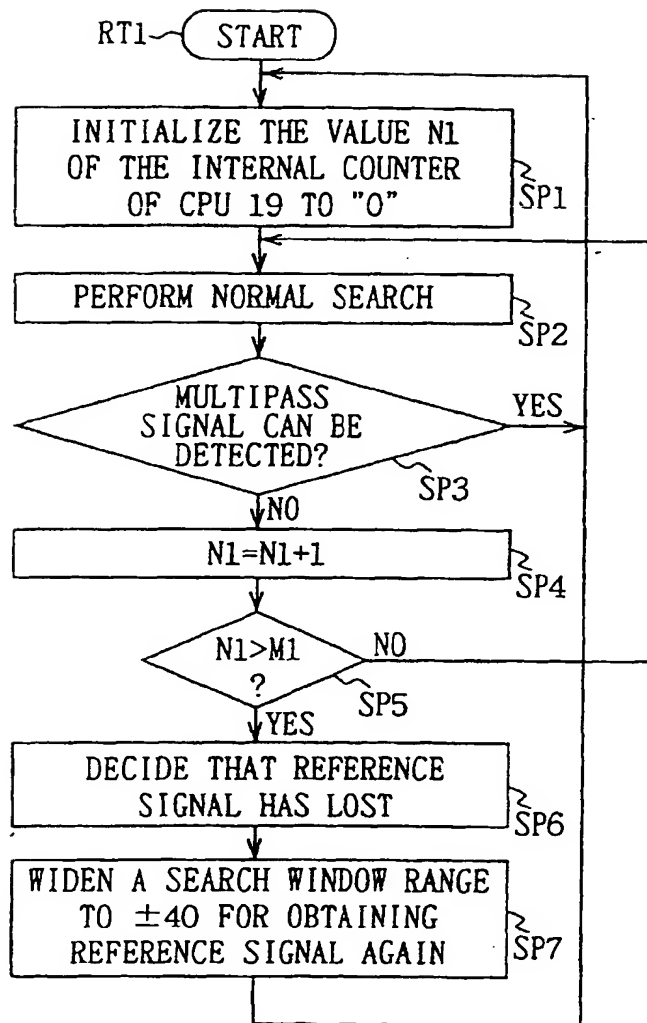 RT1
START
INITIALIZE THE VALUE N1
OF THE INTERNAL COUNTER
OF CPU 19 TO "0"
SP1
PERFORM NORMAL SEARCH
SP2
MULTIPASS
SIGNAL CAN BE
DETECTED?
YES
SP3
NO
N1=N1+1
SP4
N1>M1
?
NO
SP5
YES
DECIDE THAT REFERENCE
SIGNAL HAS LOST
SP6
WIDEN A SEARCH WINDOW RANGE
TO ±40 FOR OBTAINING
REFERENCE SIGNAL AGAIN
SP7